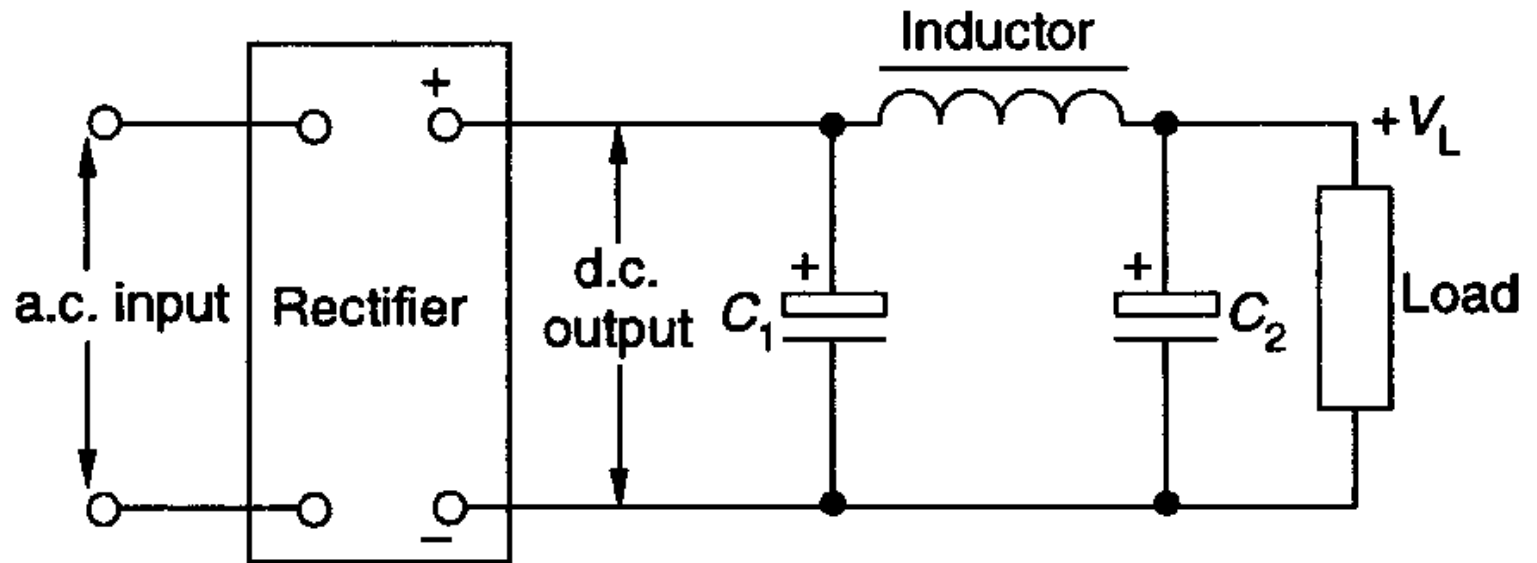 Inductor
+
+V_L
a.c. input
Rectifier
d.c.
output
+
C_1
+
C_2
Load
−